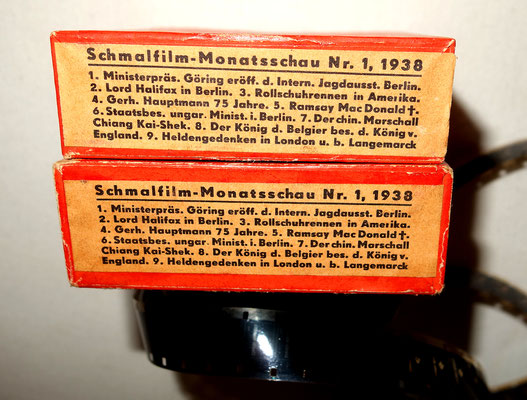 Schmalfilm-Monatsschau Nr. 1, 1938
1. Ministerpräs. Göring eröff. d. Intern. Jagdausst. Berlin.
2. Lord Halifax in Berlin. 3. Rollschuhrennen in Amerika.
4. Gerh. Hauptmann 75 Jahre. 5. Ramsay Mac Donald †.
6. Staatsbes. ungar. Minist. i. Berlin. 7. Der chin. Marschall
Chiang Kai-Shek. 8. Der König d. Belgier bes. d. König v.
England. 9. Heldengedenken in London u. b. Langemarck
Schmalfilm-Monatsschau Nr. 1, 1938
1. Ministerpräs. Göring eröff. d. Intern. Jagdausst. Berlin.
2. Lord Halifax in Berlin. 3. Rollschuhrennen in Amerika.
4. Gerh. Hauptmann 75 Jahre. 5. Ramsay Mac Donald †.
6. Staatsbes. ungar. Minist. i. Berlin. 7. Der chin. Marschall
Chiang Kai-Shek. 8. Der König d. Belgier bes. d. König v.
England. 9. Heldengedenken in London u. b. Langemarck